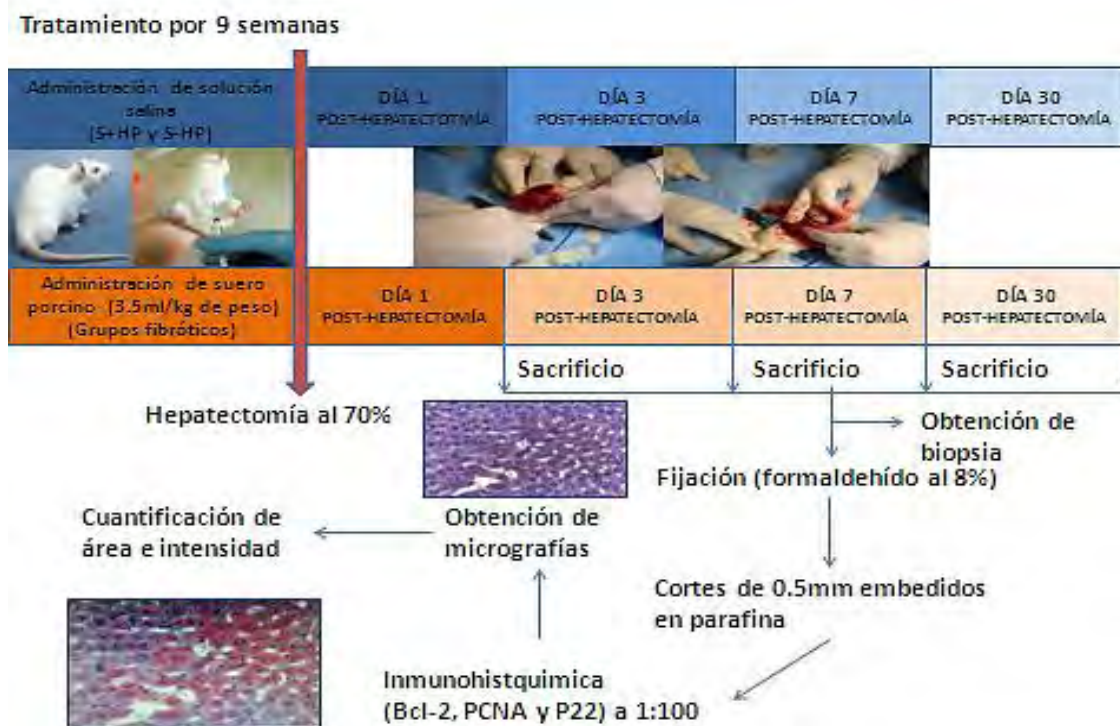 Tratamiento por 9 semanas
Administración de solución
salina
(S+HP y S-HP)
DÍA 1
POST-HEPATECTOTMÍA
DÍA 3
POST-HEPATECTOMÍA
DÍA 7
POST-HEPATECTOMÍA
DÍA 30
POST-HEPATECTOMÍA
Administración de suero
porcino (3.5ml/kg de peso)
(Grupos fibróticos)
DÍA 1
POST-HEPATECTOMÍA
DÍA 3
POST-HEPATECTOMÍA
DÍA 7
POST-HEPATECTOMÍA
DÍA 30
POST-HEPATECTOMÍA
Sacrificio
Sacrificio
Sacrificio
Hepatectomía al 70%
Obtención de
biopsia
Fijación (formaldehído al 8%)
Cuantificación de
área e intensidad
Obtención de
micrografías
Cortes de 0.5mm embedidos
en parafina
Inmunohistquimica
(Bcl-2, PCNA y P22) a 1:100